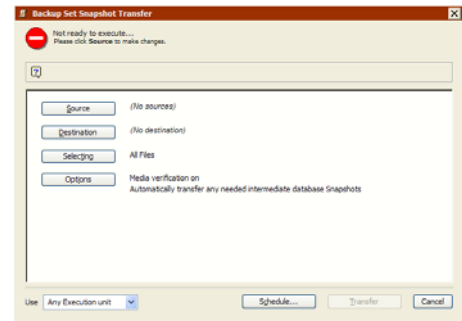 Backup Set Snapshot Transfer
Not ready to execute....
Please click Source to make changes.
Source (No sources)
Destination (No destination)
Selecting All Files
Options Media verification on
Automatically transfer any needed intermediate database Snapshots
Use Any Execution unit Schedule... Transfer Cancel